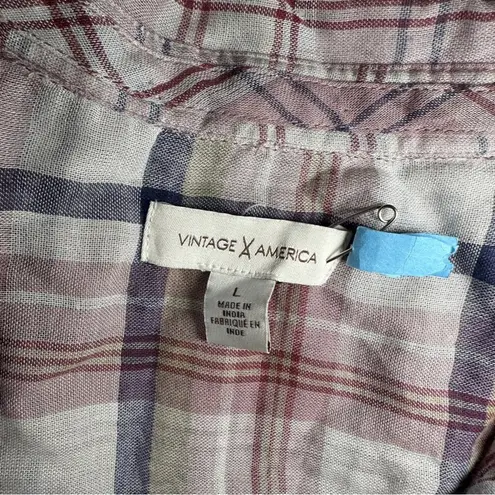 VINTAGE X AMERICA
L
MADE IN
INDIA
FABRIQUÉ EN
INDE